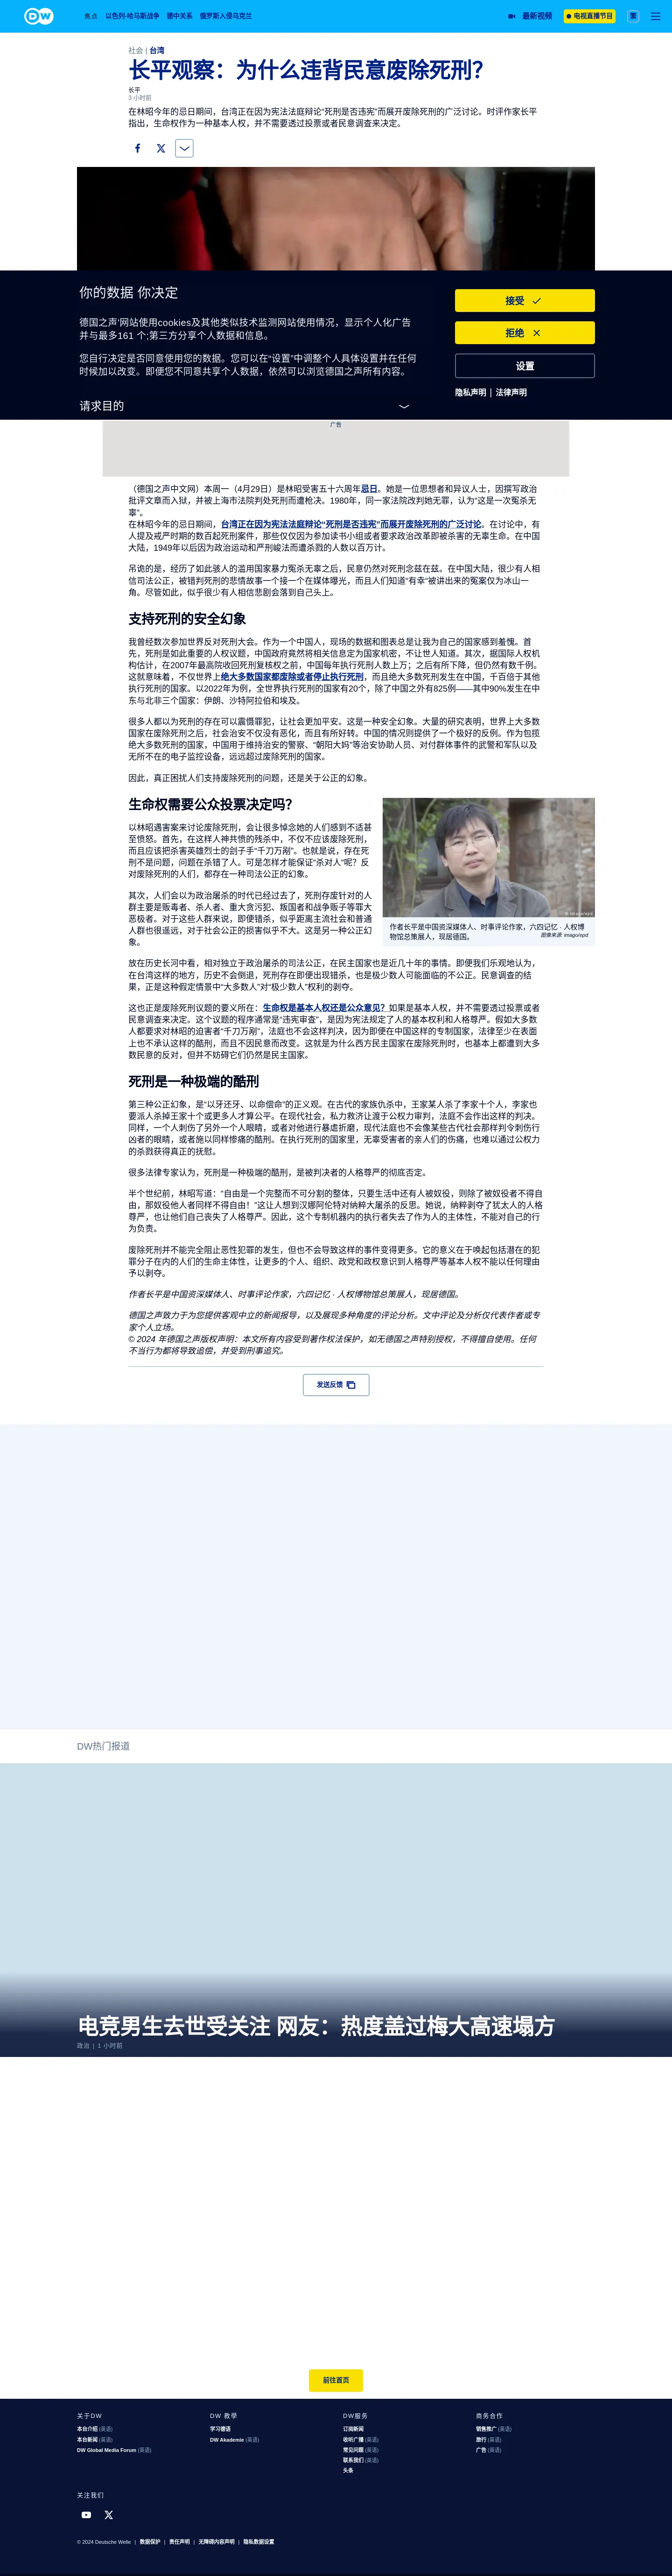 DW
焦点 以色列-哈马斯战争 德中关系 俄罗斯入侵乌克兰 最新视频 电视直播节目 繁
社会 | 台湾
长平观察：为什么违背民意废除死刑？
长平
3 小时前
在林昭今年的忌日期间，台湾正在因为宪法法庭辩论“死刑是否违宪”而展开废除死刑的广泛讨论。时评作家长平
指出，生命权作为一种基本人权，并不需要透过投票或者民意调查来决定。
你的数据 你决定
德国之声'网站使用cookies及其他类似技术监测网站使用情况，显示个人化广告
并与最多161 个;第三方分享个人数据和信息。
您自行决定是否同意使用您的数据。您可以在“设置”中调整个人具体设置并在任何
时候加以改变。即便您不同意共享个人数据，依然可以浏览德国之声所有内容。
请求目的
接受
拒绝
设置
隐私声明 | 法律声明
广告
（德国之声中文网）本周一（4月29日）是林昭受害五十六周年忌日。她是一位思想者和异议人士，因撰写政治
批评文章而入狱，并被上海市法院判处死刑而遭枪决。1980年，同一家法院改判她无罪，认为“这是一次冤杀无
辜”。
在林昭今年的忌日期间，台湾正在因为宪法法庭辩论“死刑是否违宪”而展开废除死刑的广泛讨论。在讨论中，有
人提及戒严时期的数百起死刑案件，那些仅仅因为参加读书小组或者要求政治改革即被杀害的无辜生命。在中国
大陆，1949年以后因为政治运动和严刑峻法而遭杀戮的人数以百万计。
吊诡的是，经历了如此骇人的滥用国家暴力冤杀无辜之后，民意仍然对死刑念兹在兹。在中国大陆，很少有人相
信司法公正，被错判死刑的悲情故事一个接一个在媒体曝光，而且人们知道“有幸”被讲出来的冤案仅为冰山一
角。尽管如此，似乎很少有人相信悲剧会落到自己头上。
支持死刑的安全幻象
我曾经数次参加世界反对死刑大会。作为一个中国人，现场的数据和图表总是让我为自己的国家感到羞愧。首
先，死刑是如此重要的人权议题，中国政府竟然将相关信息定为国家机密，不让世人知道。其次，据国际人权机
构估计，在2007年最高院收回死刑复核权之前，中国每年执行死刑人数上万；之后有所下降，但仍然有数千例。
这就意味着，不仅世界上绝大多数国家都废除或者停止执行死刑，而且绝大多数死刑发生在中国，千百倍于其他
执行死刑的国家。以2022年为例，全世界执行死刑的国家有20个，除了中国之外有825例——其中90%发生在中
东与北非三个国家：伊朗、沙特阿拉伯和埃及。
很多人都以为死刑的存在可以震慑罪犯，让社会更加平安。这是一种安全幻象。大量的研究表明，世界上大多数
国家在废除死刑之后，社会治安不仅没有恶化，而且有所好转。中国的情况则提供了一个极好的反例。作为包揽
绝大多数死刑的国家，中国用于维持治安的警察、“朝阳大妈”等治安协助人员、对付群体事件的武警和军队以及
无所不在的电子监控设备，远远超过废除死刑的国家。
因此，真正困扰人们支持废除死刑的问题，还是关于公正的幻象。
生命权需要公众投票决定吗？
以林昭遇害案来讨论废除死刑，会让很多悼念她的人们感到不适甚
至愤怒。首先，在这样人神共愤的残杀中，不仅不应该废除死刑，
而且应该把杀害英雄烈士的刽子手“千刀万剐”。也就是说，存在死
刑不是问题，问题在杀错了人。可是怎样才能保证“杀对人”呢？反
对废除死刑的人们，都存在一种司法公正的幻象。
其次，人们会以为政治屠杀的时代已经过去了，死刑存废针对的人
群主要是贩毒者、杀人者、重大贪污犯、叛国者和战争贩子等罪大
恶极者。对于这些人群来说，即便错杀，似乎距离主流社会和普通
人群也很遥远，对于社会公正的损害似乎不大。这是另一种公正幻
象。
© imago/epd
作者长平是中国资深媒体人、时事评论作家，六四记忆 · 人权博
物馆总策展人，现居德国。 图像来源: imago/epd
放在历史长河中看，相对独立于政治屠杀的司法公正，在民主国家也是近几十年的事情。即便我们乐观地认为，
在台湾这样的地方，历史不会倒退，死刑存在即便出现错杀，也是极少数人可能面临的不公正。民意调查的结
果，正是这种假定情景中“大多数人”对“极少数人”权利的剥夺。
这也正是废除死刑议题的要义所在：生命权是基本人权还是公众意见？如果是基本人权，并不需要透过投票或者
民意调查来决定。这个议题的程序通常是“违宪审查”，是因为宪法规定了人的基本权利和人格尊严。假如大多数
人都要求对林昭的迫害者“千刀万剐”，法庭也不会这样判决，因为即便在中国这样的专制国家，法律至少在表面
上也不承认这样的酷刑，而且不因民意而改变。这就是为什么西方民主国家在废除死刑时，也基本上都遭到大多
数民意的反对，但并不妨碍它们仍然是民主国家。
死刑是一种极端的酷刑
第三种公正幻象，是“以牙还牙、以命偿命”的正义观。在古代的家族仇杀中，王家某人杀了李家十个人，李家也
要派人杀掉王家十个或更多人才算公平。在现代社会，私力救济让渡于公权力审判，法庭不会作出这样的判决。
同样，一个人刺伤了另外一个人眼睛，或者对他进行暴虐折磨，现代法庭也不会像某些古代社会那样判令刺伤行
凶者的眼睛，或者施以同样惨痛的酷刑。在执行死刑的国家里，无辜受害者的亲人们的伤痛，也难以通过公权力
的杀戮获得真正的抚慰。
很多法律专家认为，死刑是一种极端的酷刑，是被判决者的人格尊严的彻底否定。
半个世纪前，林昭写道：“自由是一个完整而不可分割的整体，只要生活中还有人被奴役，则除了被奴役者不得自
由，那奴役他人者同样不得自由！”这让人想到汉娜阿伦特对纳粹大屠杀的反思。她说，纳粹剥夺了犹太人的人格
尊严，也让他们自己丧失了人格尊严。因此，这个专制机器内的执行者失去了作为人的主体性，不能对自己的行
为负责。
废除死刑并不能完全阻止恶性犯罪的发生，但也不会导致这样的事件变得更多。它的意义在于唤起包括潜在的犯
罪分子在内的人们的生命主体性，让更多的个人、组织、政党和政权意识到人格尊严等基本人权不能以任何理由
予以剥夺。
作者长平是中国资深媒体人、时事评论作家，六四记忆 · 人权博物馆总策展人，现居德国。
德国之声致力于为您提供客观中立的新闻报导，以及展现多种角度的评论分析。文中评论及分析仅代表作者或专
家个人立场。
© 2024 年德国之声版权声明：本文所有内容受到著作权法保护，如无德国之声特别授权，不得擅自使用。任何
不当行为都将导致追偿，并受到刑事追究。
发送反馈
DW热门报道
电竞男生去世受关注 网友：热度盖过梅大高速塌方
政治 | 1 小时前
前往首页
关于DW
本台介绍 (英语)
本台新闻 (英语)
DW Global Media Forum (英语)
DW 教學
学习德语
DW Akademie (英语)
DW服务
订阅新闻
收听广播 (英语)
常见问题 (英语)
联系我们 (英语)
头条
商务合作
销售推广 (英语)
旅行 (英语)
广告 (英语)
关注我们
© 2024 Deutsche Welle | 数据保护 | 责任声明 | 无障碍内容声明 | 隐私数据设置